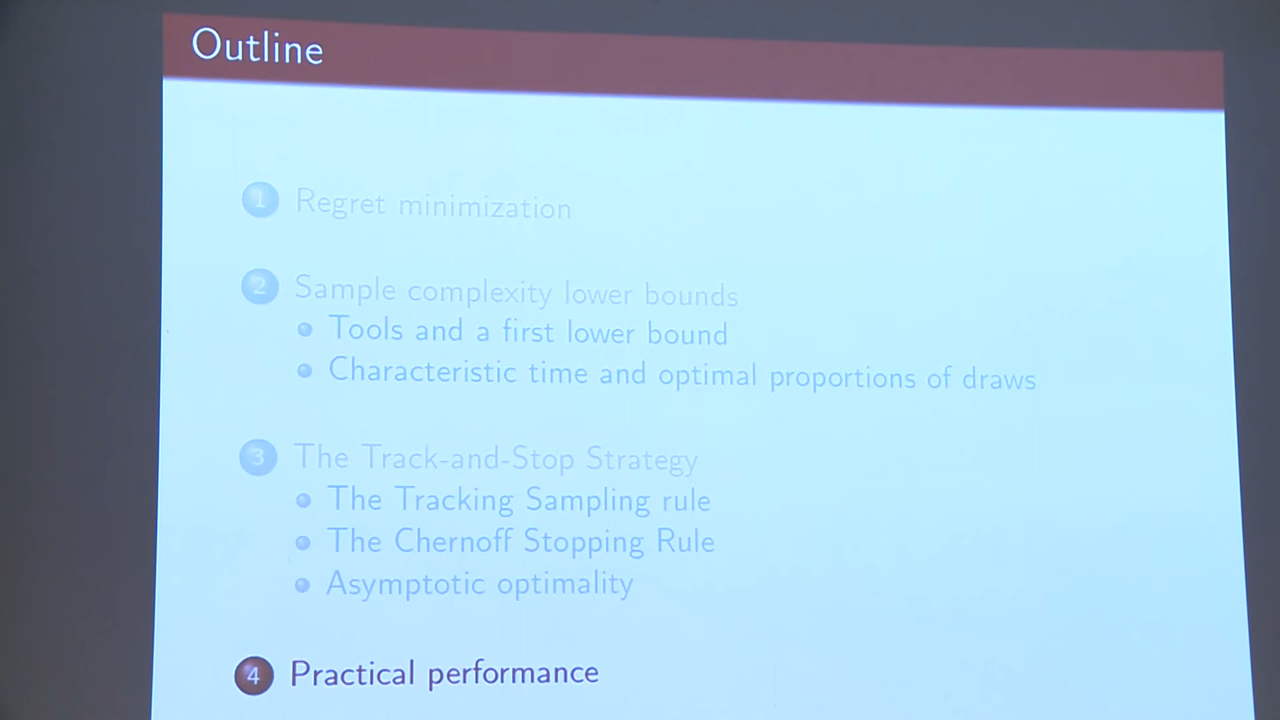 Outline
1 Regret minimization
2 Sample complexity lower bounds
Tools and a first lower bound
Characteristic time and optimal proportions of draws
3 The Track-and-Stop Strategy
The Tracking Sampling rule
The Chernoff Stopping Rule
Asymptotic optimality
4 Practical performance